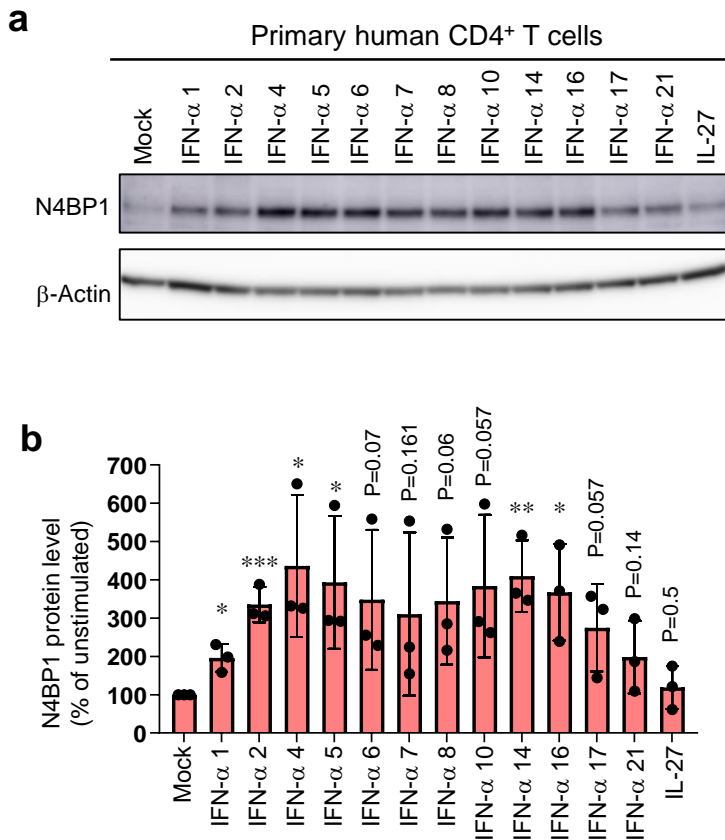 a
Primary human CD4⁺ T cells
Mock
IFN-α 1
IFN-α 2
IFN-α 4
IFN-α 5
IFN-α 6
IFN-α 7
IFN-α 8
IFN-α 10
IFN-α 14
IFN-α 16
IFN-α 17
IFN-α 21
IL-27
N4BP1
β-Actin
b
N4BP1 protein level
(% of unstimulated)
700
600
500
400
300
200
100
0
*
***
*
*
P=0.07
P=0.161
P=0.06
P=0.057
**
*
P=0.057
P=0.14
P=0.5
Mock
IFN-α 1
IFN-α 2
IFN-α 4
IFN-α 5
IFN-α 6
IFN-α 7
IFN-α 8
IFN-α 10
IFN-α 14
IFN-α 16
IFN-α 17
IFN-α 21
IL-27